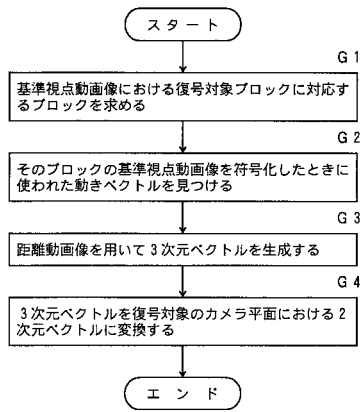 スタート
G1
基準視点動画像における復号対象ブロックに対応す
るブロックを求める
G2
そのブロックの基準視点動画像を符号化したときに
使われた動きベクトルを見つける
G3
距離動画像を用いて3次元ベクトルを生成する
G4
3次元ベクトルを復号対象のカメラ平面における2
次元ベクトルに変換する
エンド